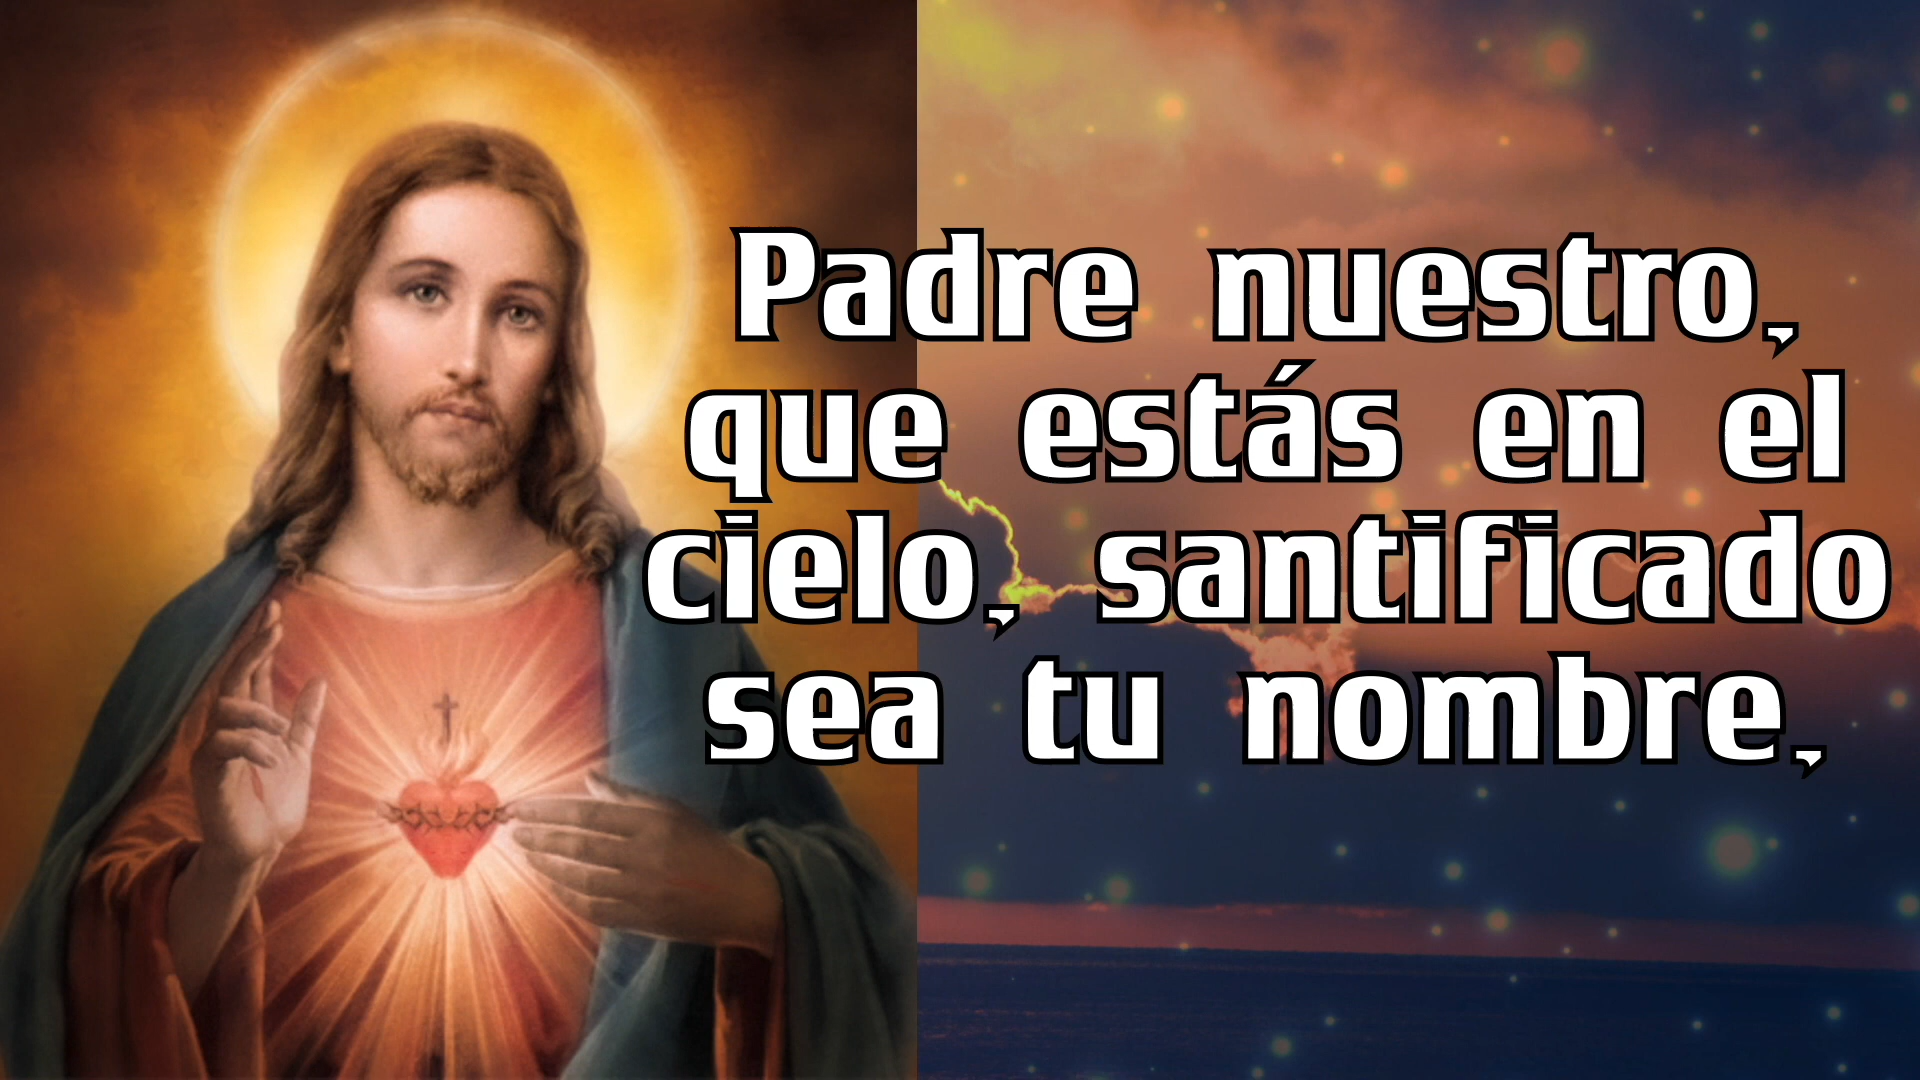 Padre nuestro,
que estás en el
cielo, santificado
sea tu nombre,